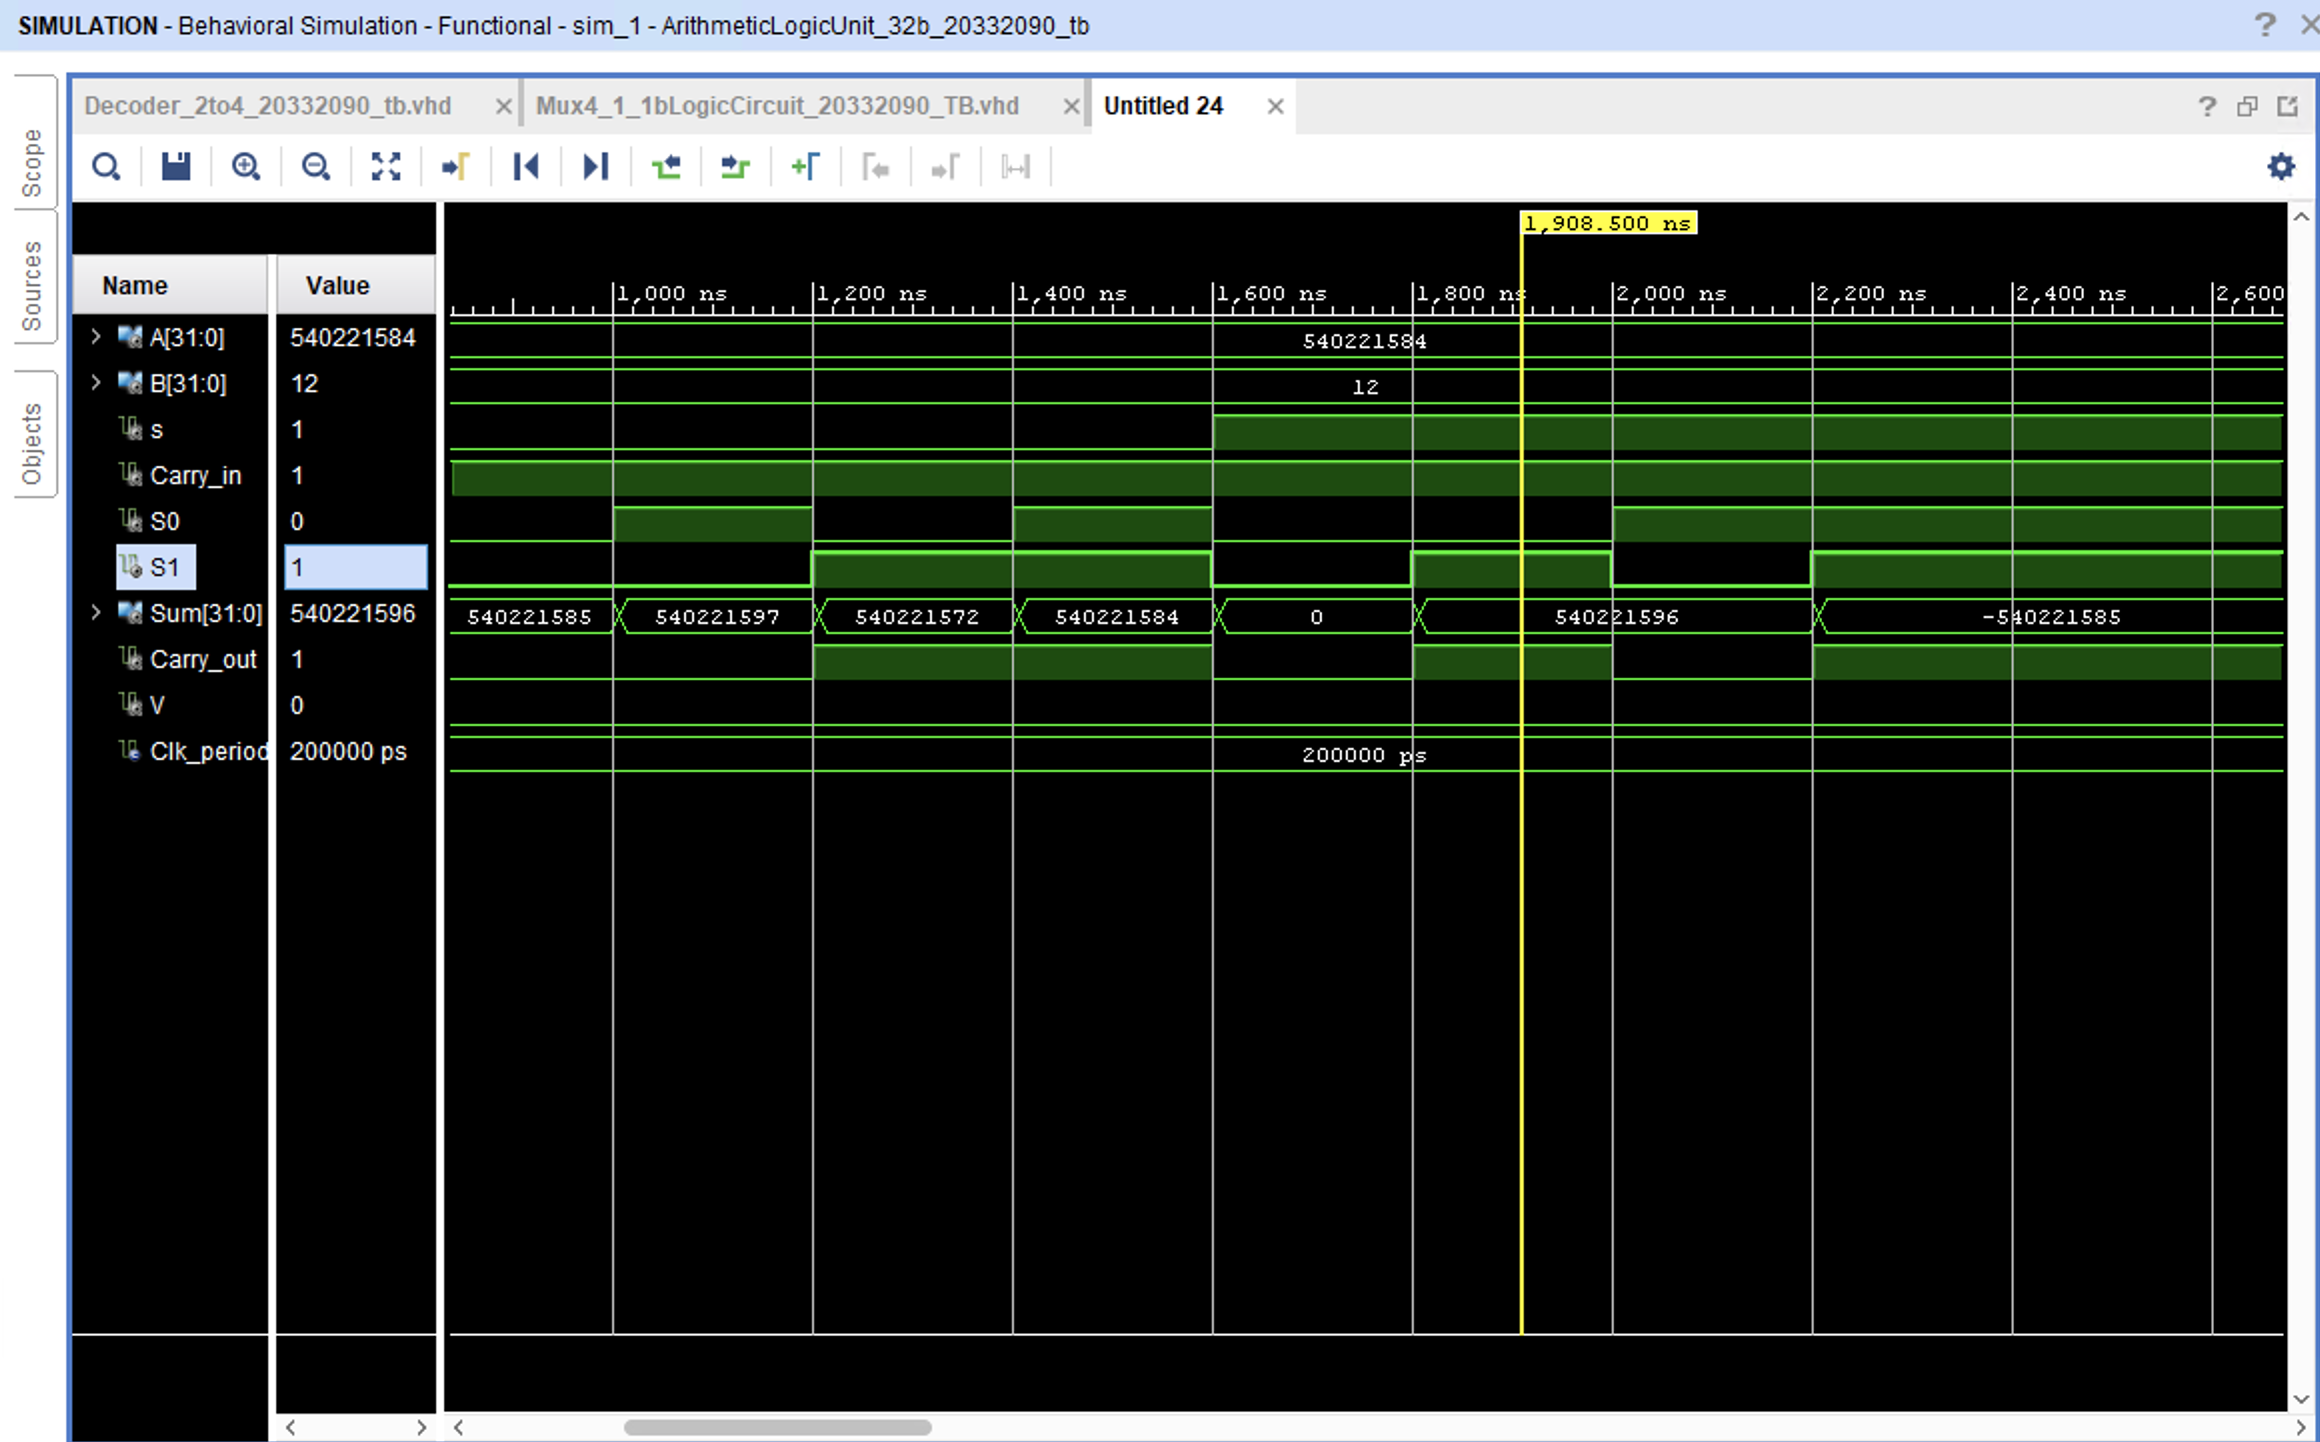 SIMULATION - Behavioral Simulation - Functional - sim_1 - ArithmeticLogicUnit_32b_20332090_tb
Decoder_2to4_20332090_tb.vhd
Mux4_1_1bLogicCircuit_20332090_TB.vhd
Untitled 24
Scope
Sources
Objects
1,908.500 ns
Name Value
1,000 ns 1,200 ns 1,400 ns 1,600 ns 1,800 ns 2,000 ns 2,200 ns 2,400 ns 2,600
A[31:0] 540221584 540221584
B[31:0] 12 12
s 1
Carry_in 1
S0 0
S1 1
Sum[31:0] 540221596 540221585 540221597 540221572 540221584 0 540221596 -540221585
Carry_out 1
V 0
Clk_period 200000 ps 200000 ps